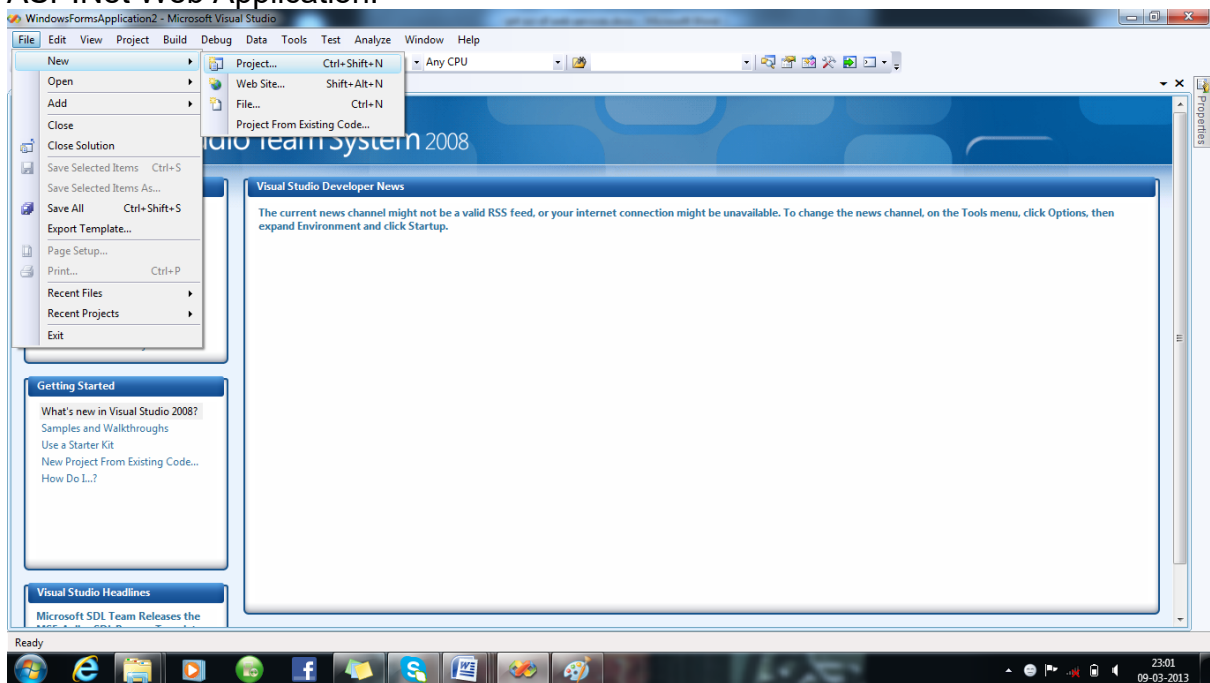 ASP.Net Web Application.
WindowsFormsApplication2 - Microsoft Visual Studio
File Edit View Project Build Debug Data Tools Test Analyze Window Help
New
Project... Ctrl+Shift+N
Any CPU
Open
Web Site... Shift+Alt+N
Add
File... Ctrl+N
Close
Project From Existing Code...
Close Solution
Team System 2008
Save Selected Items Ctrl+S
Save Selected Items As...
Save All Ctrl+Shift+S
Export Template...
Page Setup...
Print... Ctrl+P
Recent Files
Recent Projects
Exit
Properties
Visual Studio Developer News
The current news channel might not be a valid RSS feed, or your internet connection might be unavailable. To change the news channel, on the Tools menu, click Options, then
expand Environment and click Startup.
Getting Started
What's new in Visual Studio 2008?
Samples and Walkthroughs
Use a Starter Kit
New Project From Existing Code...
How Do I...?
Visual Studio Headlines
Microsoft SDL Team Releases the
Ready
23:01
09-03-2013